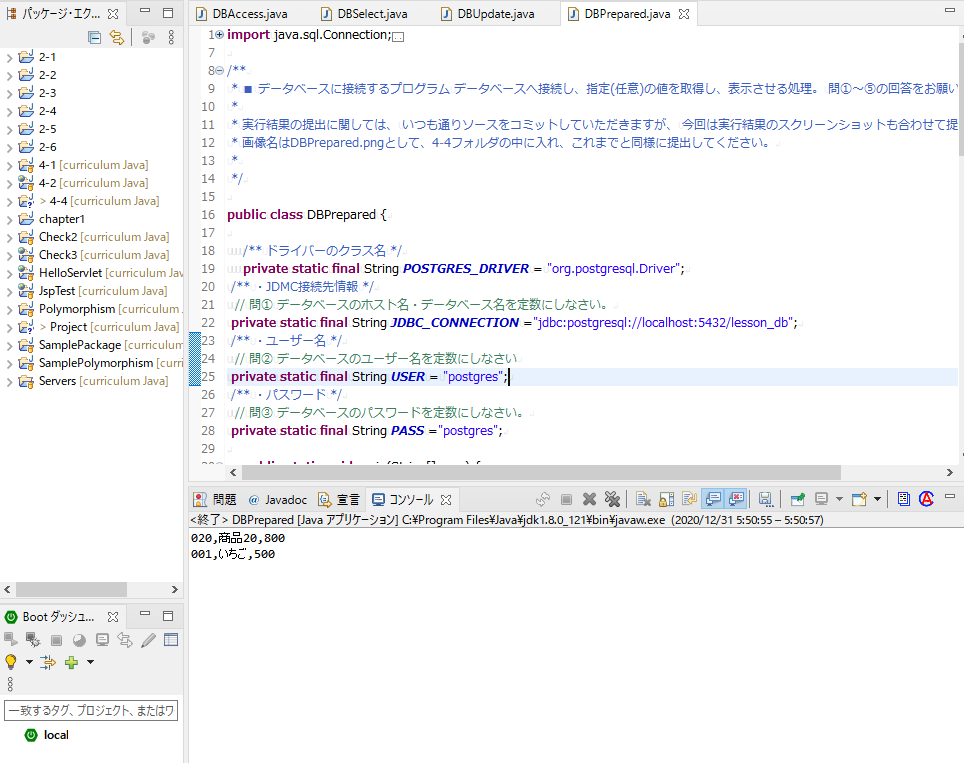 パッケージ・エク...
2-1
2-2
2-3
2-4
2-5
2-6
4-1 [curriculum Java]
4-2 [curriculum Java]
> 4-4 [curriculum Java]
chapter1
Check2 [curriculum Java]
Check3 [curriculum Java]
HelloServlet [curriculum Jav
JspTest [curriculum Java]
Polymorphism [curriculum
> Project [curriculum Java]
SamplePackage [curriculum
SamplePolymorphism [curri
Servers [curriculum Java]
Boot ダッシュ...
一致するタグ、プロジェクト、またはワ
local
DBAccess.java DBSelect.java DBUpdate.java DBPrepared.java
1 import java.sql.Connection;
7
8 /**
9 * ■ データベースに接続するプログラム データベースへ接続し、指定(任意)の値を取得し、表示させる処理。 問①～⑤の回答をお願い
10 *
11 * 実行結果の提出に関しては、 いつも通りソースをコミットしていただきますが、 今回は実行結果のスクリーンショットも合わせて提
12 * 画像名はDBPrepared.pngとして、4-4フォルダの中に入れ、これまでと同様に提出してください。
13 *
14 */
15
16 public class DBPrepared {
17
18 /** ドライバーのクラス名 */
19 private static final String POSTGRES_DRIVER = "org.postgresql.Driver";
20 /** ・JDMC接続先情報 */
21 // 問① データベースのホスト名・データベース名を定数にしなさい。
22 private static final String JDBC_CONNECTION ="jdbc:postgresql://localhost:5432/lesson_db";
23 /** ・ユーザー名 */
24 // 問② データベースのユーザー名を定数にしなさい
25 private static final String USER = "postgres";
26 /** ・パスワード */
27 // 問③ データベースのパスワードを定数にしなさい。
28 private static final String PASS ="postgres";
29
問題 @ Javadoc 宣言 コンソール
<終了> DBPrepared [Java アプリケーション] C:¥Program Files¥Java¥jdk1.8.0_121¥bin¥javaw.exe (2020/12/31 5:50:55 – 5:50:57)
020,商品20,800
001,いちご,500